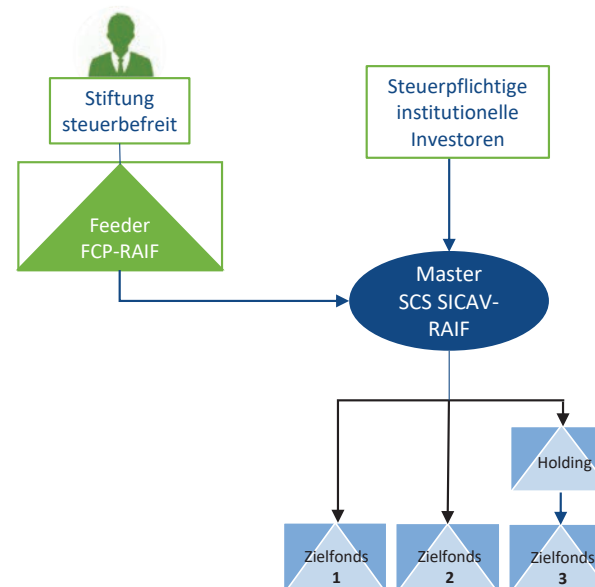 Stiftung
steuerbefreit
Steuerpflichtige
institutionelle
Investoren
Feeder
FCP-RAIF
Master
SCS SICAV-
RAIF
Holding
Zielfonds
1
Zielfonds
2
Zielfonds
3